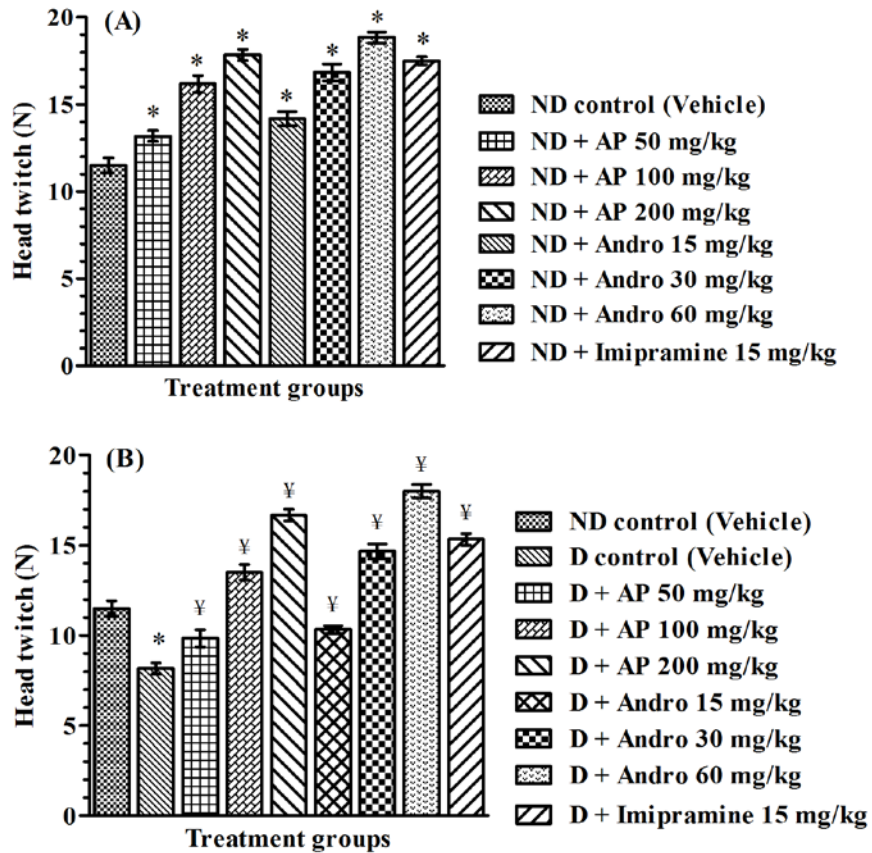 (A)
Head twitch (N)
20
15
10
5
0
*
*
*
*
*
*
*
Treatment groups
ND control (Vehicle)
ND + AP 50 mg/kg
ND + AP 100 mg/kg
ND + AP 200 mg/kg
ND + Andro 15 mg/kg
ND + Andro 30 mg/kg
ND + Andro 60 mg/kg
ND + Imipramine 15 mg/kg
(B)
Head twitch (N)
20
15
10
5
0
*
¥
¥
¥
¥
¥
¥
¥
Treatment groups
ND control (Vehicle)
D control (Vehicle)
D + AP 50 mg/kg
D + AP 100 mg/kg
D + AP 200 mg/kg
D + Andro 15 mg/kg
D + Andro 30 mg/kg
D + Andro 60 mg/kg
D + Imipramine 15 mg/kg